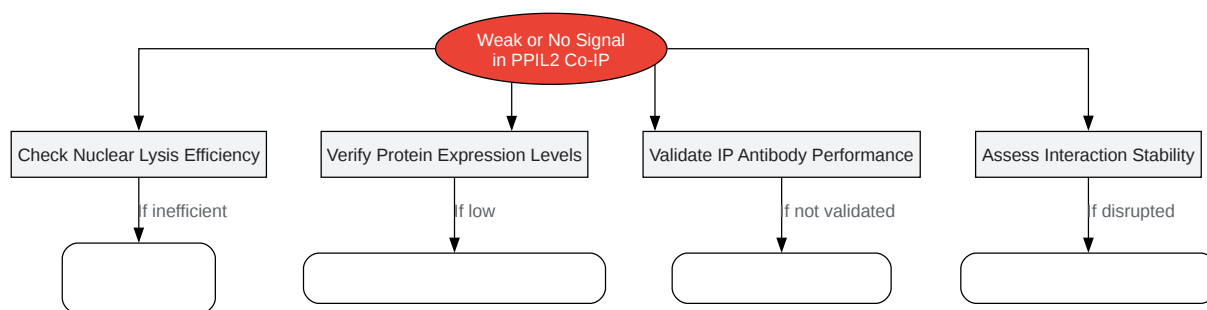 Weak or No Signal
in PPIL2 Co-IP
Check Nuclear Lysis Efficiency
Verify Protein Expression Levels
Validate IP Antibody Performance
Assess Interaction Stability
If inefficient
If low
If not validated
If disrupted